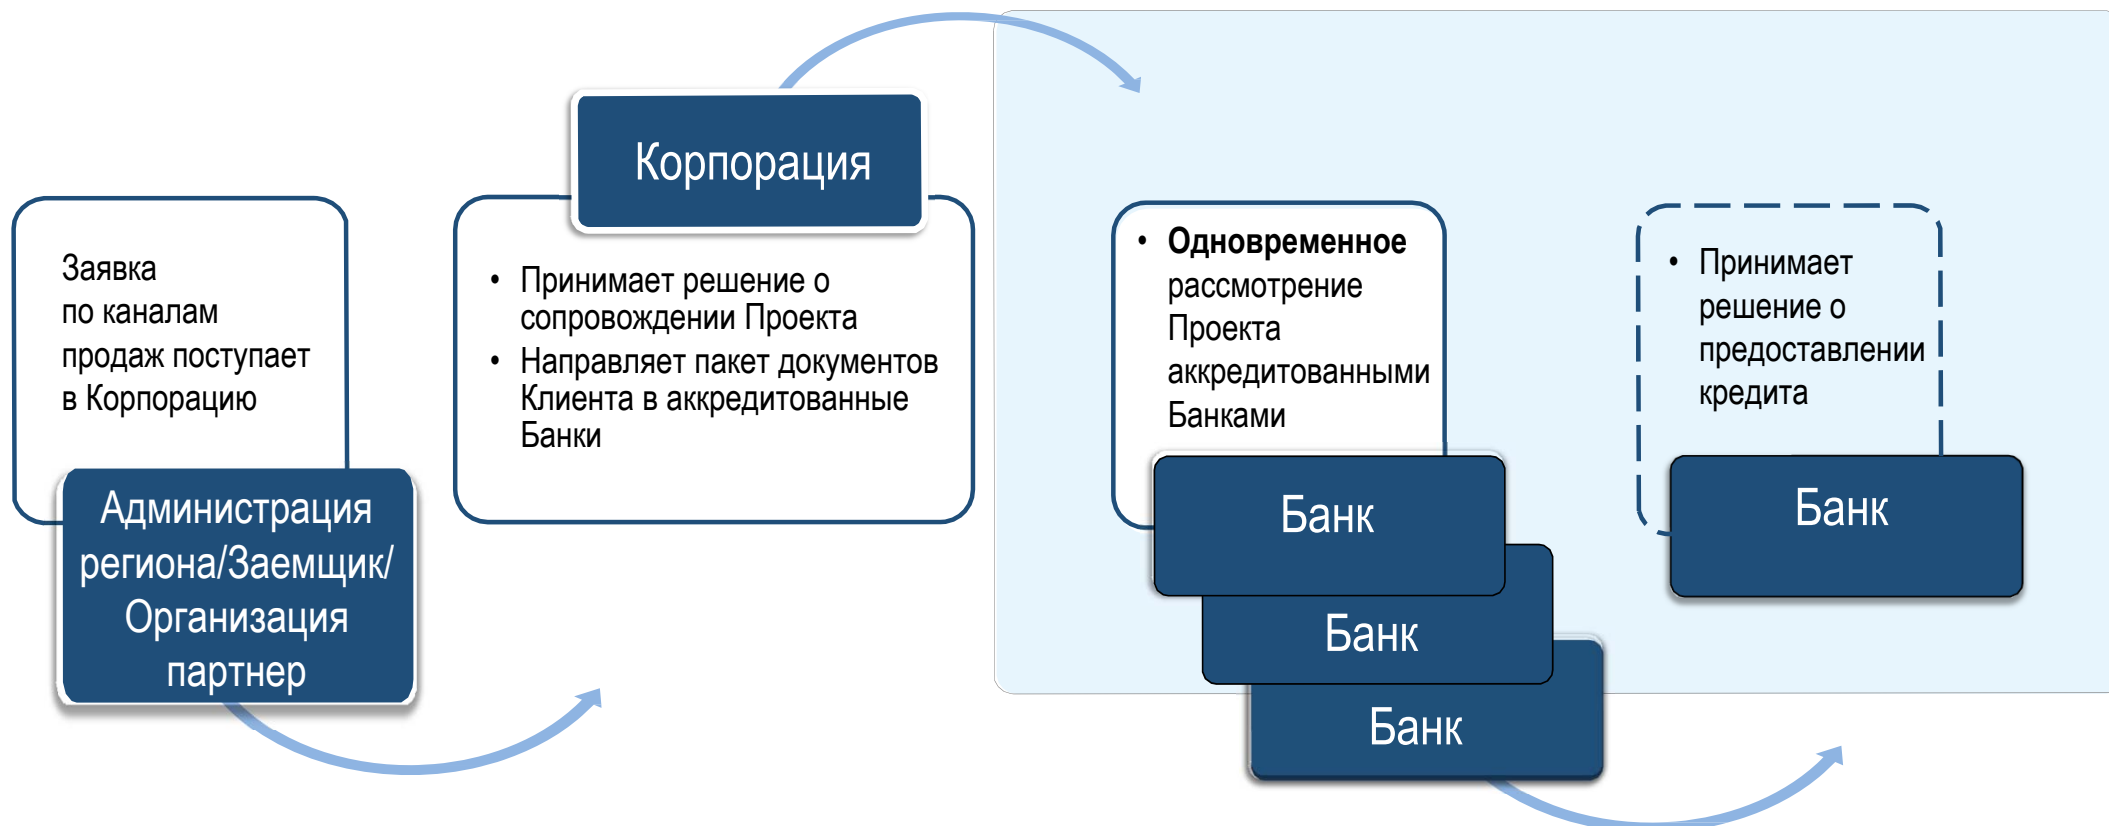 Заявка
по каналам
продаж поступает
в Корпорацию
Администрация
региона/Заемщик/
Организация
партнер
Корпорация
• Принимает решение о
сопровождении Проекта
• Направляет пакет документов
Клиента в аккредитованные
Банки
• Одновременное
рассмотрение
Проекта
аккредитованными
Банками
Банк
Банк
Банк
• Принимает
решение о
предоставлении
кредита
Банк